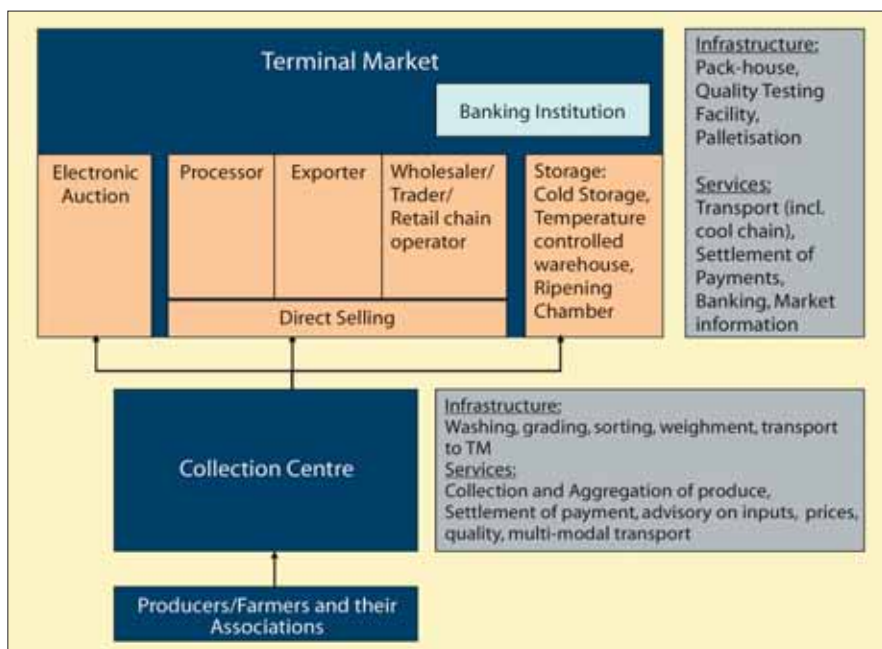 Terminal Market
Banking Institution
Electronic
Auction
Processor
Exporter
Wholesaler/
Trader/
Retail chain
operator
Direct Selling
Storage:
Cold Storage,
Temperature
controlled
warehouse,
Ripening
Chamber
Infrastructure:
Pack-house,
Quality Testing
Facility,
Palletisation
Services:
Transport (incl.
cool chain),
Settlement of
Payments,
Banking, Market
information
Collection Centre
Infrastructure:
Washing, grading, sorting, weighment, transport
to TM
Services:
Collection and Aggregation of produce,
Settlement of payment, advisory on inputs, prices,
quality, multi-modal transport
Producers/Farmers and their
Associations